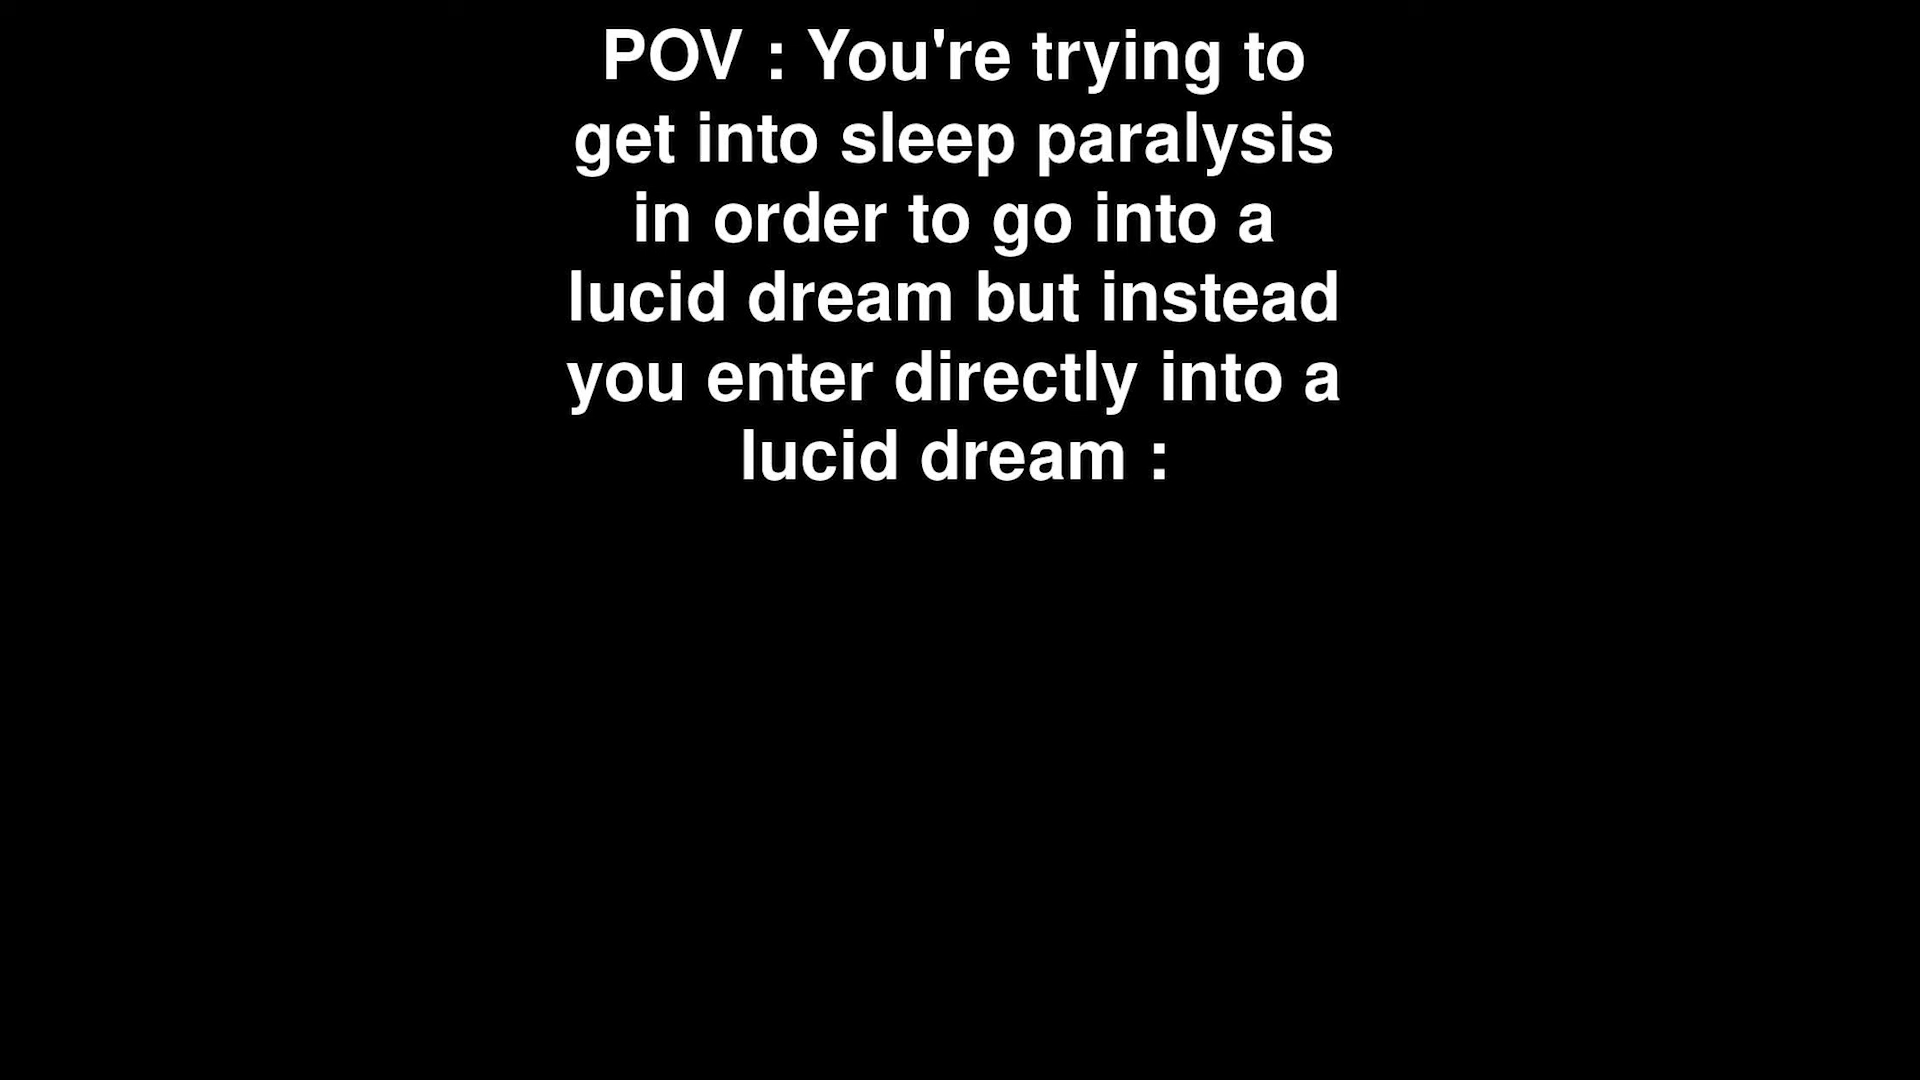 POV : You're trying to
get into sleep paralysis
in order to go into a
lucid dream but instead
you enter directly into a
lucid dream :